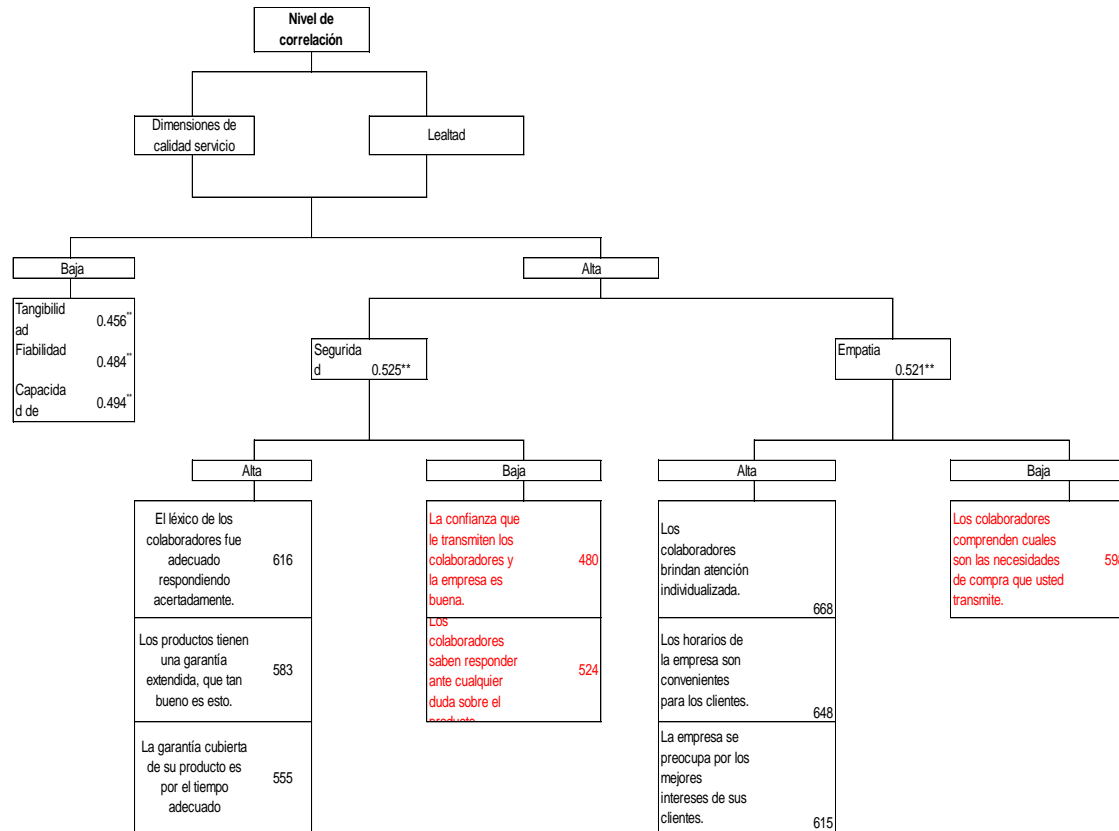 Nivel de
correlación
Dimensiones de
calidad servicio
Lealtad
Baja
Alta
Tangibilid
ad
0.456**
Fiabilidad
0.484**
Capacida
d de
0.494**
Segurida
d
0.525**
Empatia
0.521**
Alta
Baja
Alta
Baja
El léxico de los
colaboradores fue
adecuado
respondiendo
acertadamente.
616
La confianza que
le transmiten los
colaboradores y
la empresa es
buena.
480
Los
colaboradores
brindan atención
individualizada.
668
Los colaboradores
comprenden cuales
son las necesidades
de compra que usted
transmite.
Los productos tienen
una garantía
extendida, que tan
bueno es esto.
583
Los
colaboradores
saben responder
ante cualquier
duda sobre el
producto
524
Los horarios de
la empresa son
convenientes
para los clientes.
648
La garantía cubierta
de su producto es
por el tiempo
adecuado
555
La empresa se
preocupa por los
mejores
intereses de sus
clientes.
615